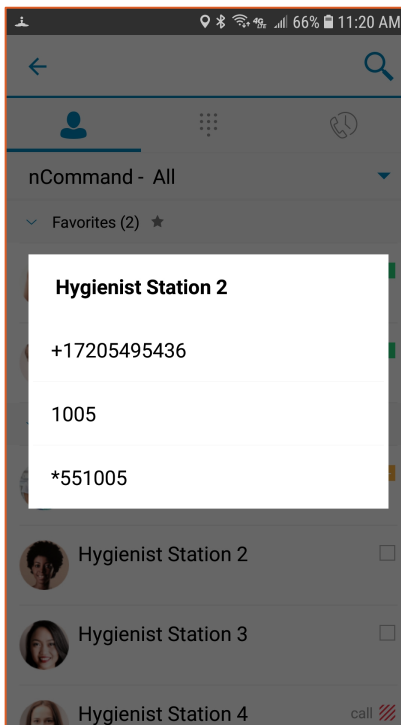 66% 11:20 AM
nCommand - All
Favorites (2)
Hygienist Station 2
+17205495436
1005
*551005
Hygienist Station 2
Hygienist Station 3
Hygienist Station 4
call